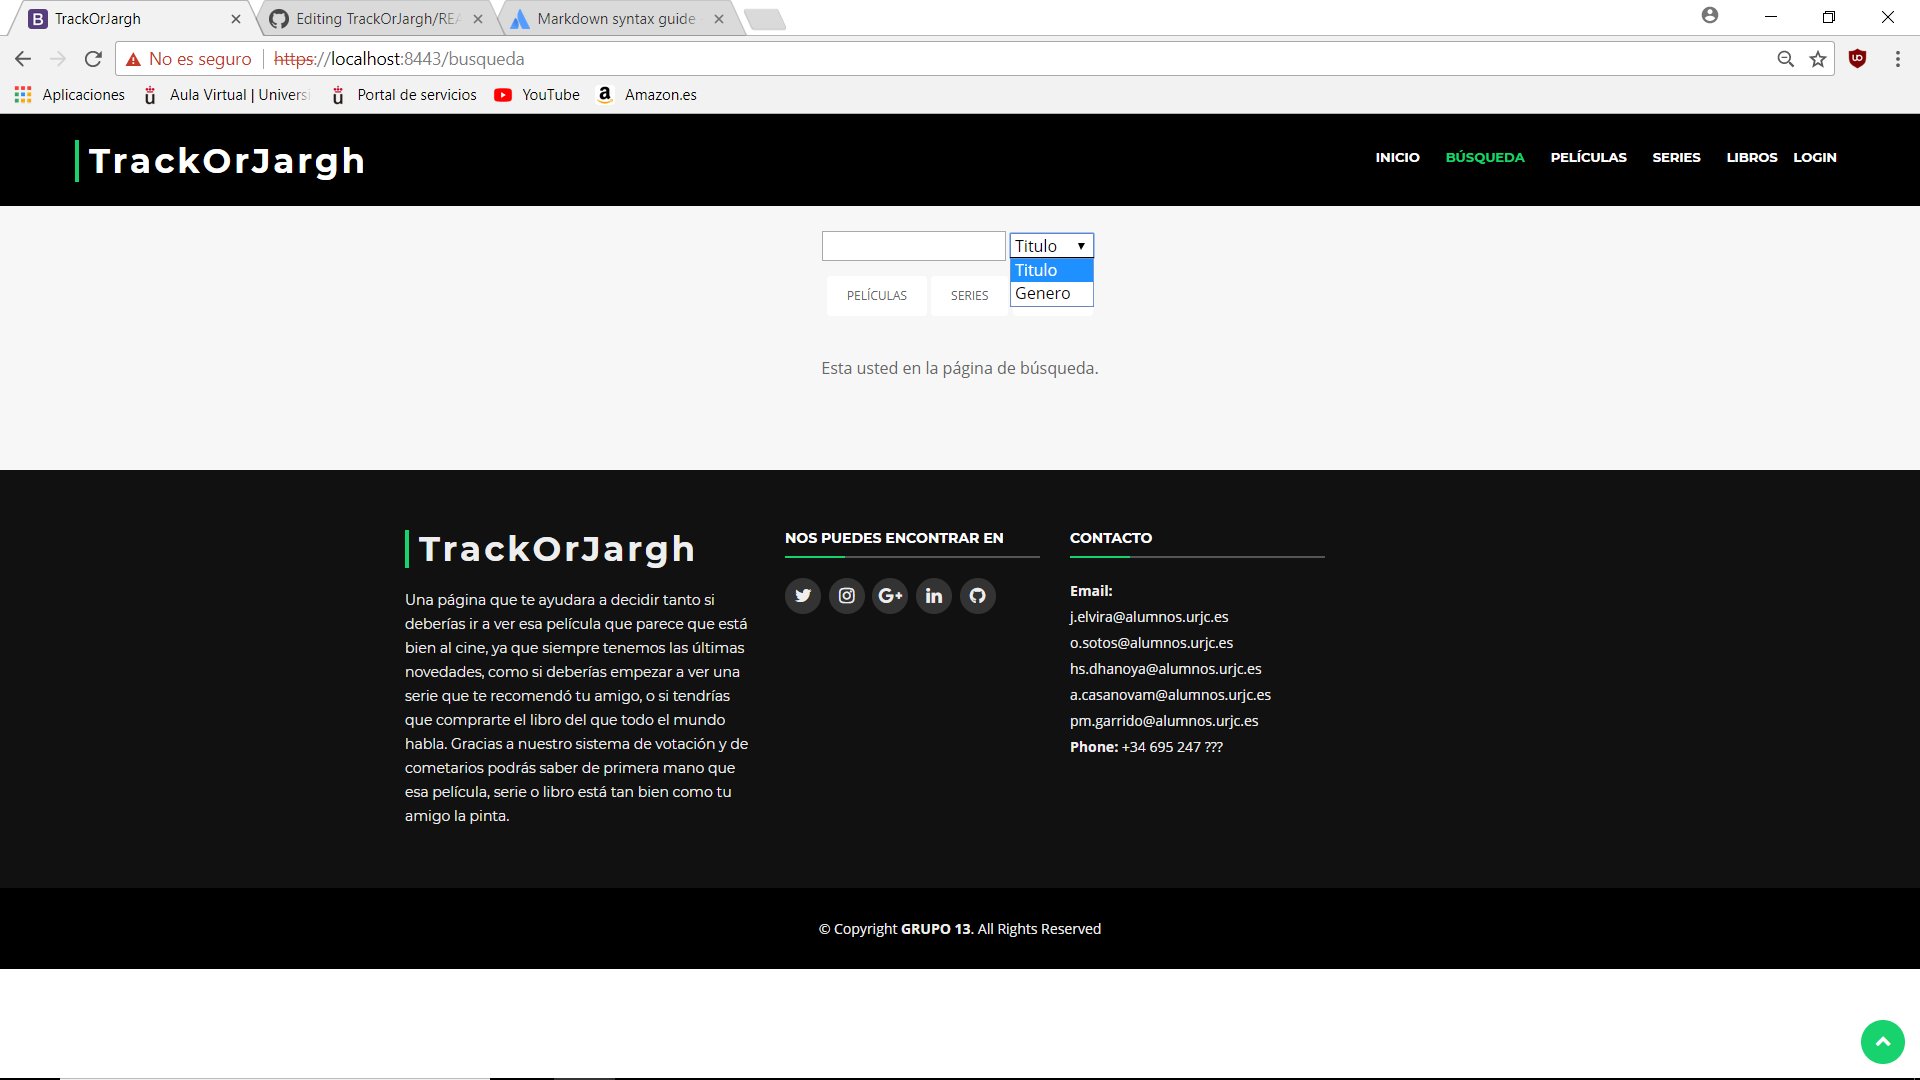 TrackOrJargh
Editing TrackOrJargh/REA
Markdown syntax guide
No es seguro
https://localhost:8443/busqueda
Aplicaciones
Aula Virtual | Universi
Portal de servicios
YouTube
Amazon.es
TrackOrJargh
INICIO
BÚSQUEDA
PELÍCULAS
SERIES
LIBROS
LOGIN
Titulo
Titulo
Genero
PELÍCULAS
SERIES
Esta usted en la página de búsqueda.
TrackOrJargh
Una página que te ayudara a decidir tanto si
deberías ir a ver esa película que parece que está
bien al cine, ya que siempre tenemos las últimas
novedades, como si deberías empezar a ver una
serie que te recomendó tu amigo, o si tendrías
que comprarte el libro del que todo el mundo
habla. Gracias a nuestro sistema de votación y de
cometarios podrás saber de primera mano que
esa película, serie o libro está tan bien como tu
amigo la pinta.
NOS PUEDES ENCONTRAR EN
CONTACTO
Email:
j.elvira@alumnos.urjc.es
o.sotos@alumnos.urjc.es
hs.dhanoya@alumnos.urjc.es
a.casanovam@alumnos.urjc.es
pm.garrido@alumnos.urjc.es
Phone: +34 695 247 ???
© Copyright GRUPO 13. All Rights Reserved